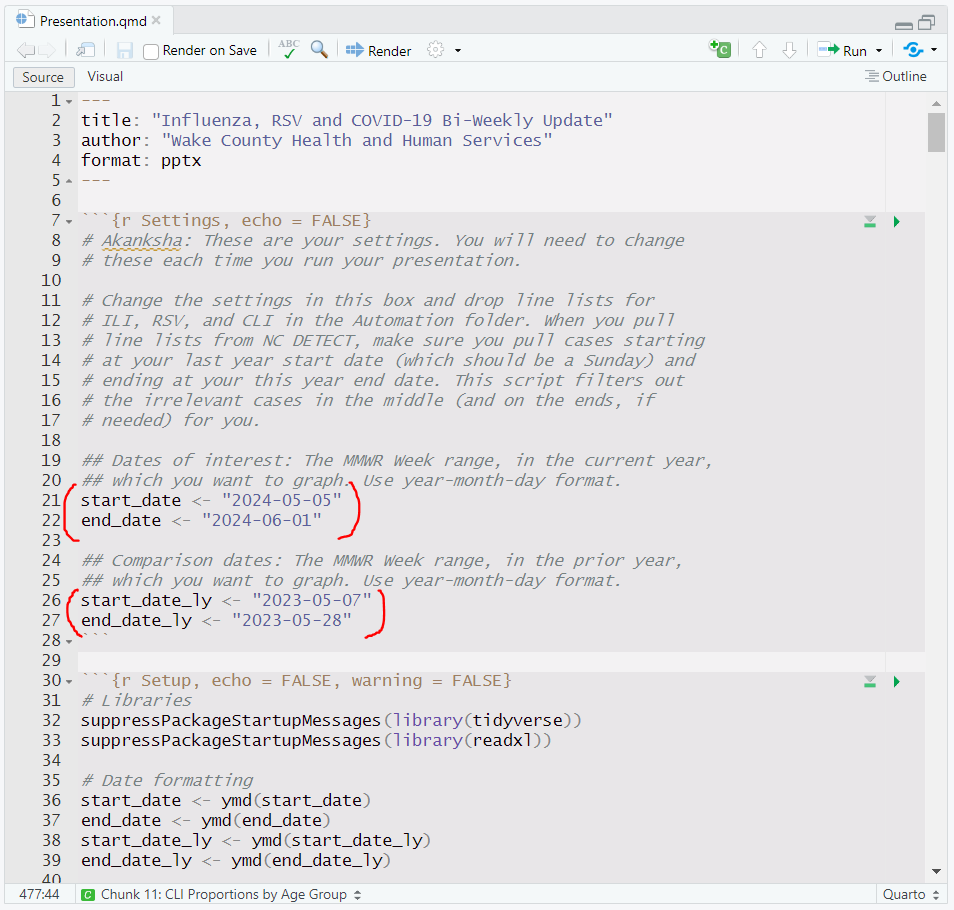 Presentation.qmd
Render on Save ABC Render Run
Source Visual Outline
1 ---
2 title: "Influenza, RSV and COVID-19 Bi-Weekly Update"
3 author: "Wake County Health and Human Services"
4 format: pptx
5 ---
6
7 ```{r Settings, echo = FALSE}
8 # Akanksha: These are your settings. You will need to change
9 # these each time you run your presentation.
10
11 # Change the settings in this box and drop line lists for
12 # ILI, RSV, and CLI in the Automation folder. When you pull
13 # line lists from NC DETECT, make sure you pull cases starting
14 # at your last year start date (which should be a Sunday) and
15 # ending at your this year end date. This script filters out
16 # the irrelevant cases in the middle (and on the ends, if
17 # needed) for you.
18
19 ## Dates of interest: The MMWR Week range, in the current year,
20 ## which you want to graph. Use year-month-day format.
21 start_date <- "2024-05-05"
22 end_date <- "2024-06-01"
23
24 ## Comparison dates: The MMWR Week range, in the prior year,
25 ## which you want to graph. Use year-month-day format.
26 start_date_ly <- "2023-05-07"
27 end_date_ly <- "2023-05-28"
28 ```
29
30 ```{r Setup, echo = FALSE, warning = FALSE}
31 # Libraries
32 suppressPackageStartupMessages(library(tidyverse))
33 suppressPackageStartupMessages(library(readxl))
34
35 # Date formatting
36 start_date <- ymd(start_date)
37 end_date <- ymd(end_date)
38 start_date_ly <- ymd(start_date_ly)
39 end_date_ly <- ymd(end_date_ly)
40
477:44 C Chunk 11: CLI Proportions by Age Group Quarto